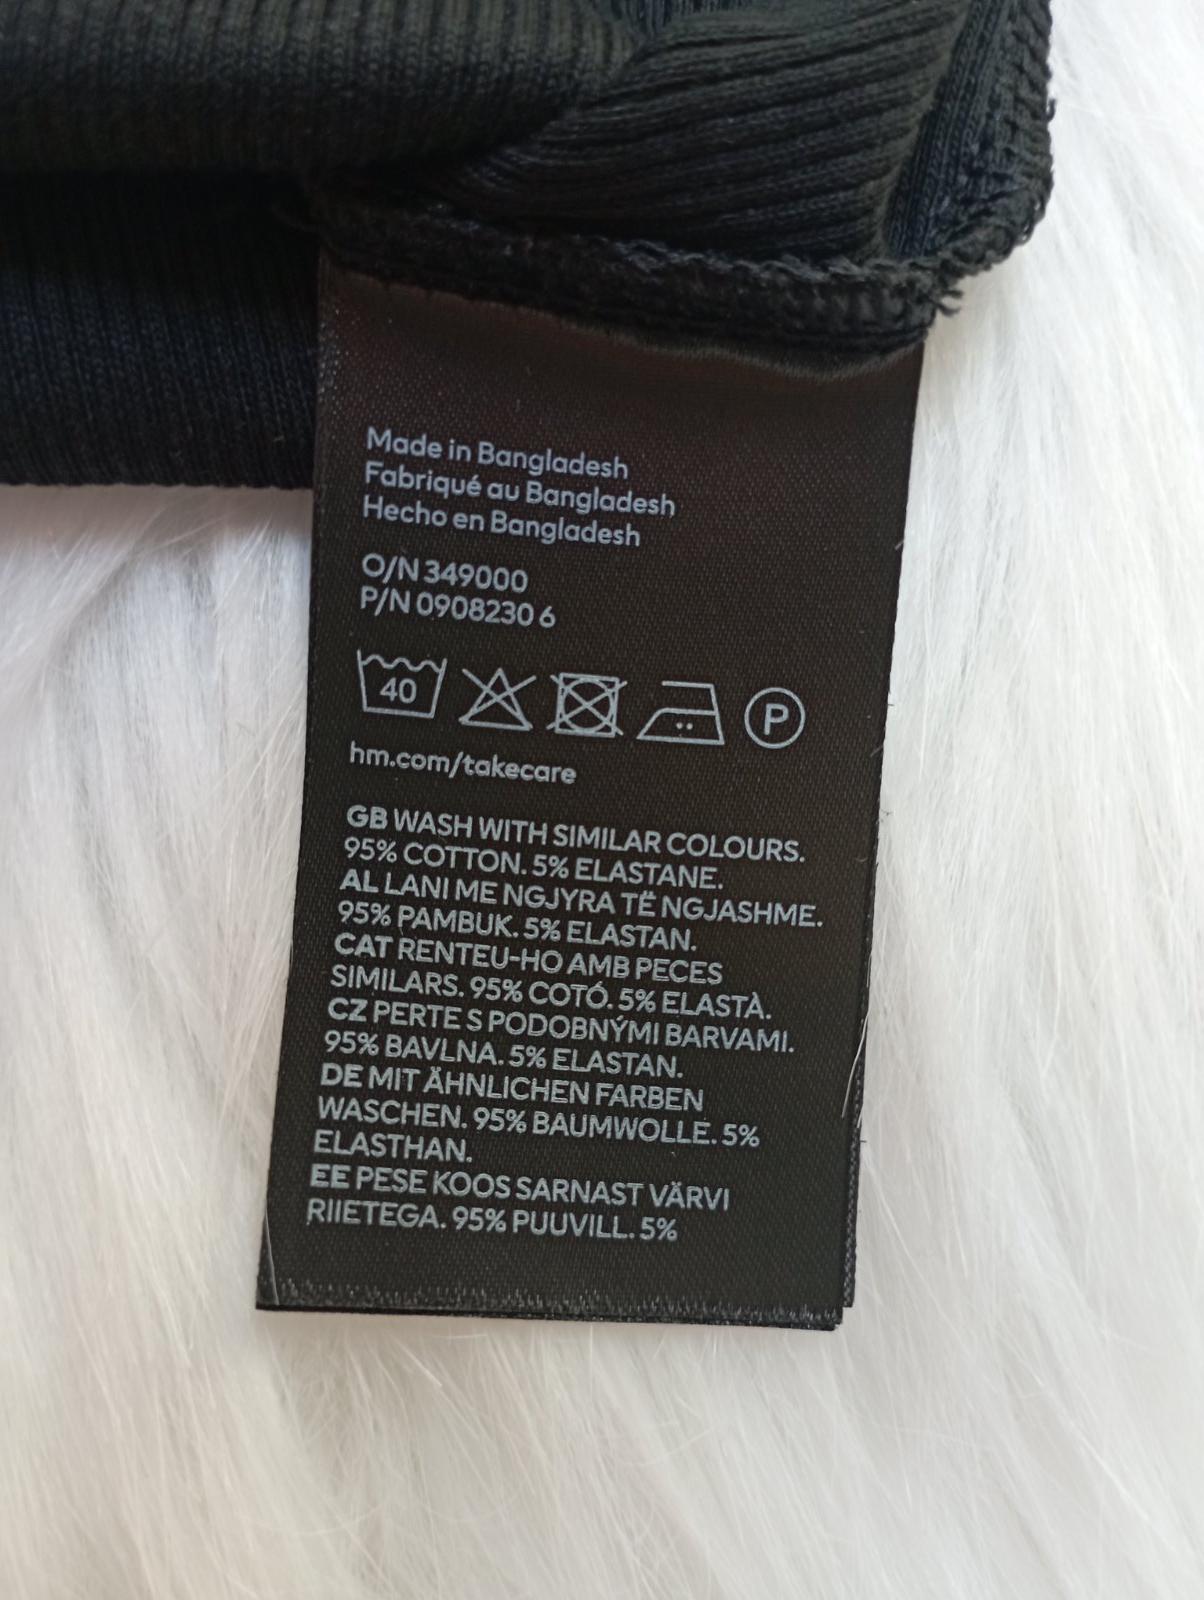 Made in Bangladesh
Fabriqué au Bangladesh
Hecho en Bangladesh
O/N 349000
P/N 0908230 6
40
P
hm.com/takecare
GB WASH WITH SIMILAR COLOURS.
95% COTTON. 5% ELASTANE.
AL LANI ME NGJYRA TË NGJASHME.
95% PAMBUK. 5% ELASTAN.
CAT RENTEU-HO AMB PECES
SIMILARS. 95% COTÓ. 5% ELASTÀ.
CZ PERTE S PODOBNÝMI BARVAMI.
95% BAVLNA. 5% ELASTAN.
DE MIT ÄHNLICHEN FARBEN
WASCHEN. 95% BAUMWOLLE. 5%
ELASTHAN.
EE PESE KOOS SARNAST VÄRVI
RIIETEGA. 95% PUUVILL. 5%